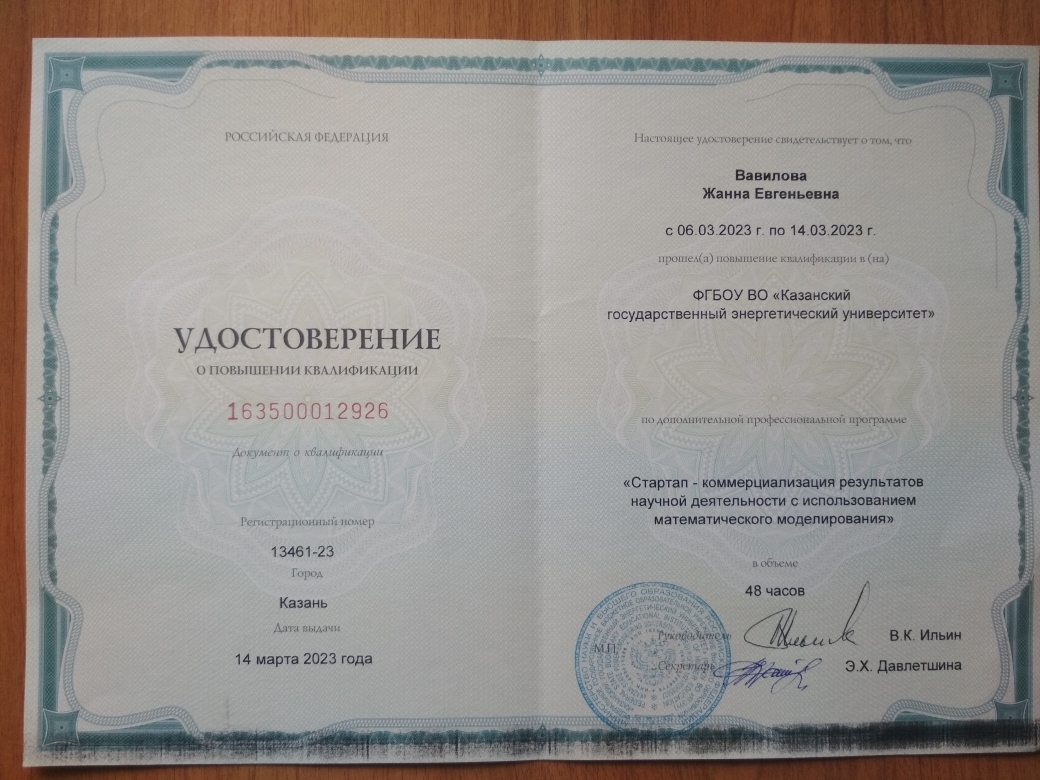 РОССИЙСКАЯ ФЕДЕРАЦИЯ
УДОСТОВЕРЕНИЕ
О ПОВЫШЕНИИ КВАЛИФИКАЦИИ
163500012926
Документ о квалификации
Регистрационный номер
13461-23
Город
Казань
Дата выдачи
14 марта 2023 года
Настоящее удостоверение свидетельствует о том, что
Вавилова
Жанна Евгеньевна
с 06.03.2023 г. по 14.03.2023 г.
прошел(а) повышение квалификации в (на)
ФГБОУ ВО «Казанский
государственный энергетический университет»
по дополнительной профессиональной программе
«Стартап - коммерциализация результатов
научной деятельности с использованием
математического моделирования»
в объеме
48 часов
М.П.
Руководитель В.К. Ильин
Секретарь Э.Х. Давлетшина